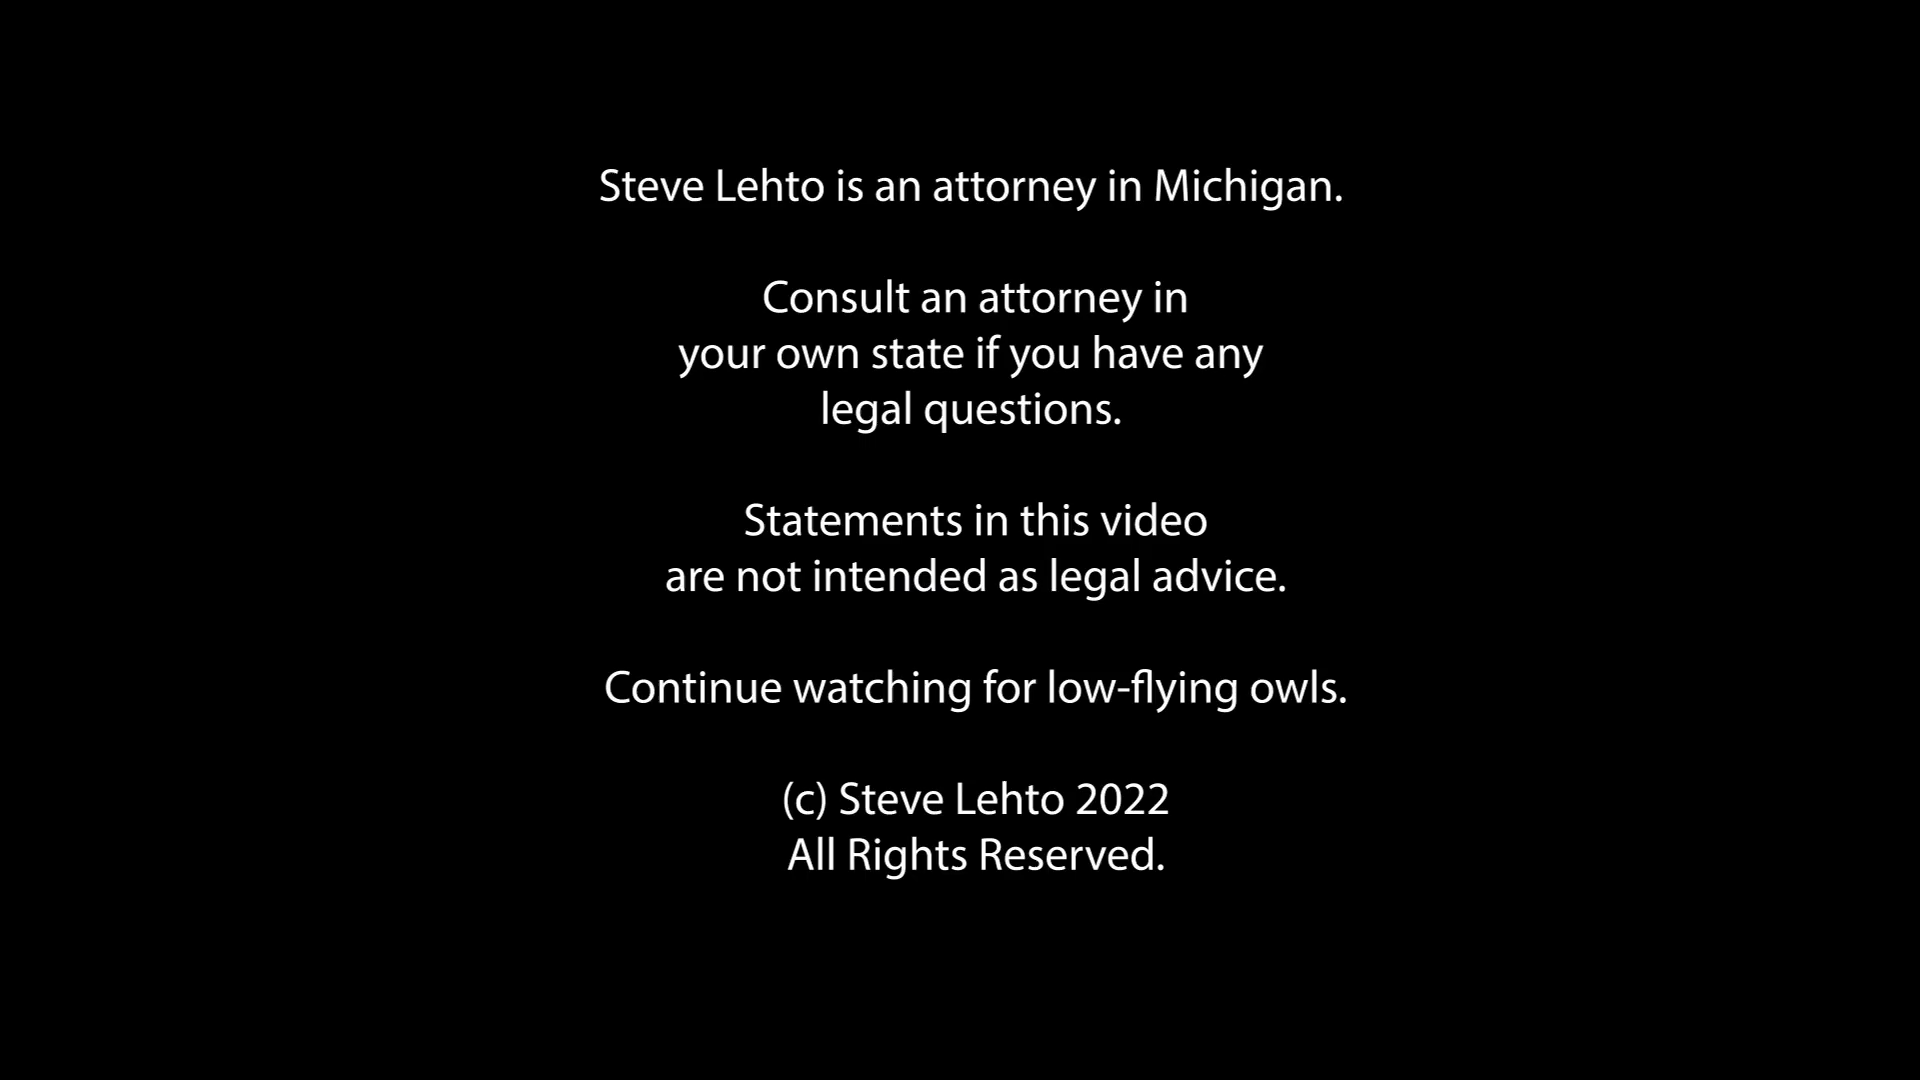 Steve Lehto is an attorney in Michigan.
Consult an attorney in
your own state if you have any
legal questions.
Statements in this video
are not intended as legal advice.
Continue watching for low-flying owls.
(c) Steve Lehto 2022
All Rights Reserved.